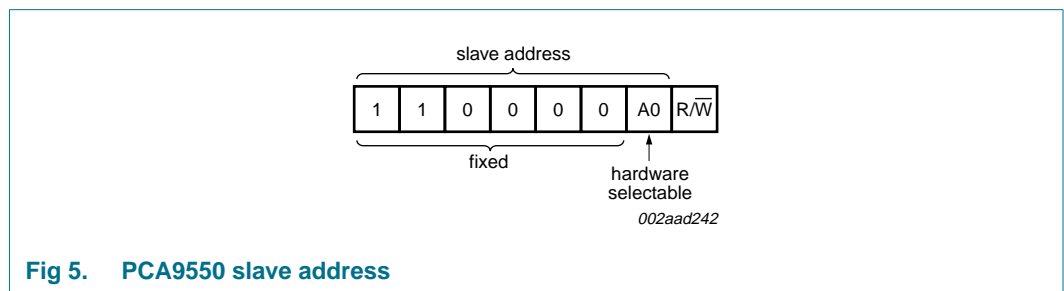 slave address
1 1 0 0 0 0 A0 R/W̅
fixed
hardware
selectable
002aad242
Fig 5. PCA9550 slave address